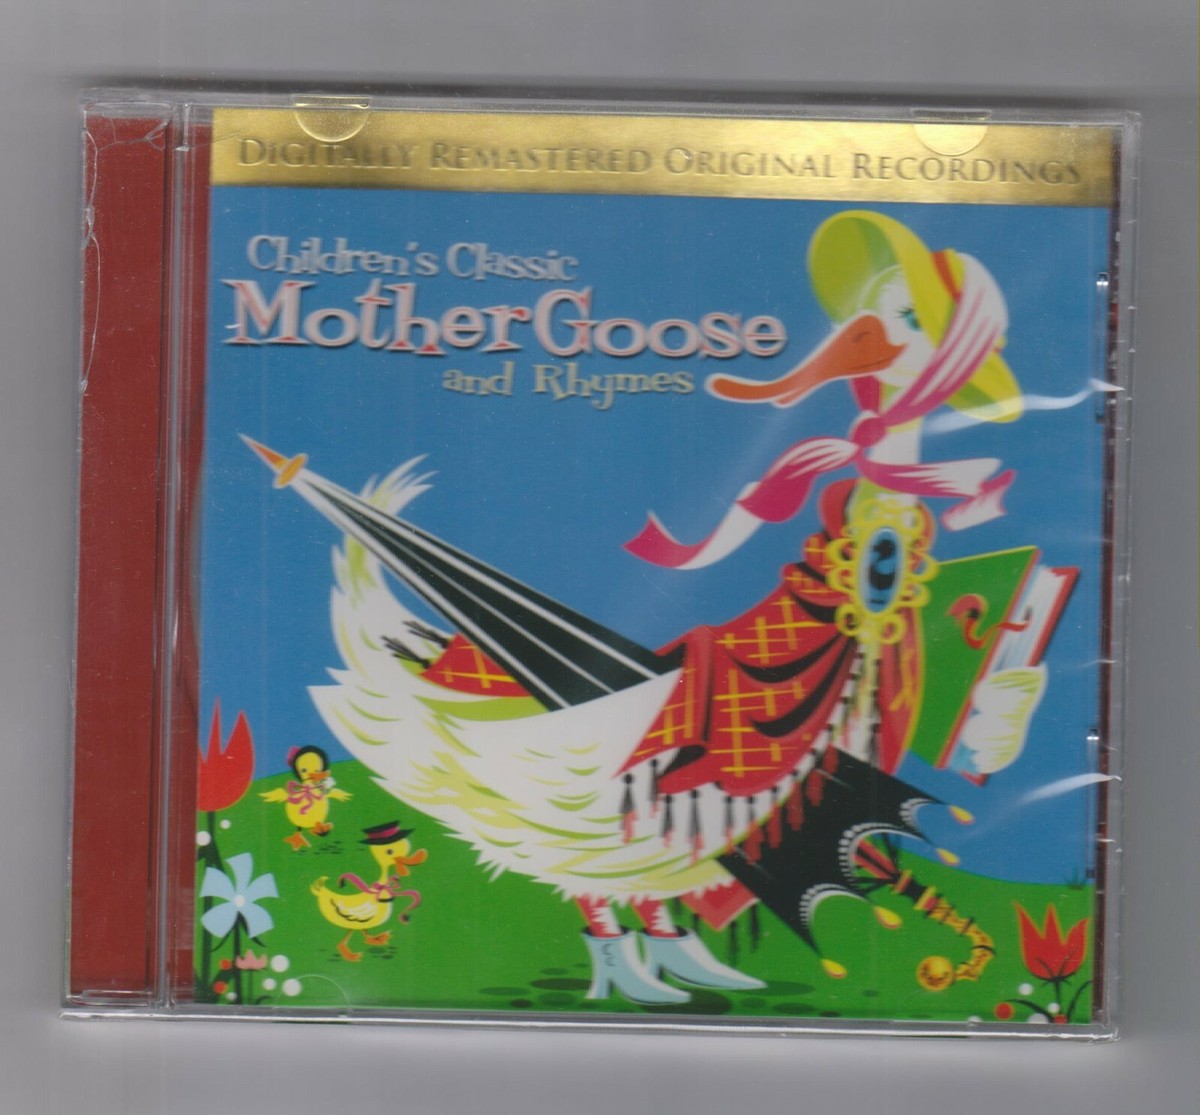 DIGITALLY REMASTERED ORIGINAL RECORDINGS
Children's Classic
Mother Goose
and Rhymes